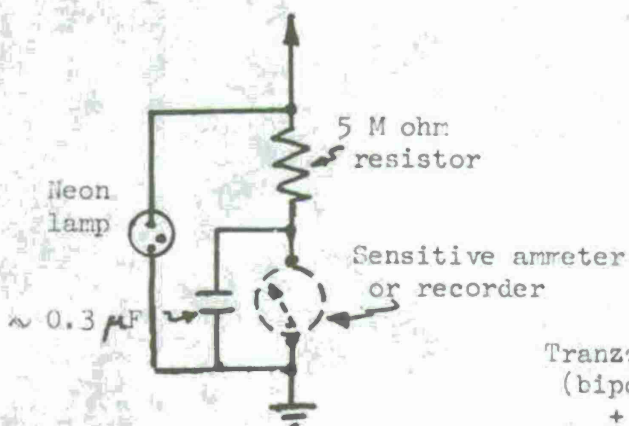 5 M ohm
resistor
Neon
lamp
Sensitive ammeter
or recorder
≈ 0.3 μF
+